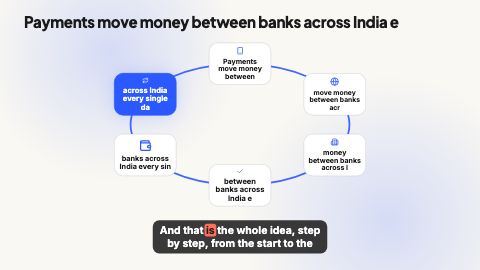 Payments move money between banks across India e
Payments
move money
between
across India
every single
da
move money
between banks
acr
banks across
India every sin
money
between banks
across I
between
banks across
India e
And that is the whole idea, step
by step, from the start to the